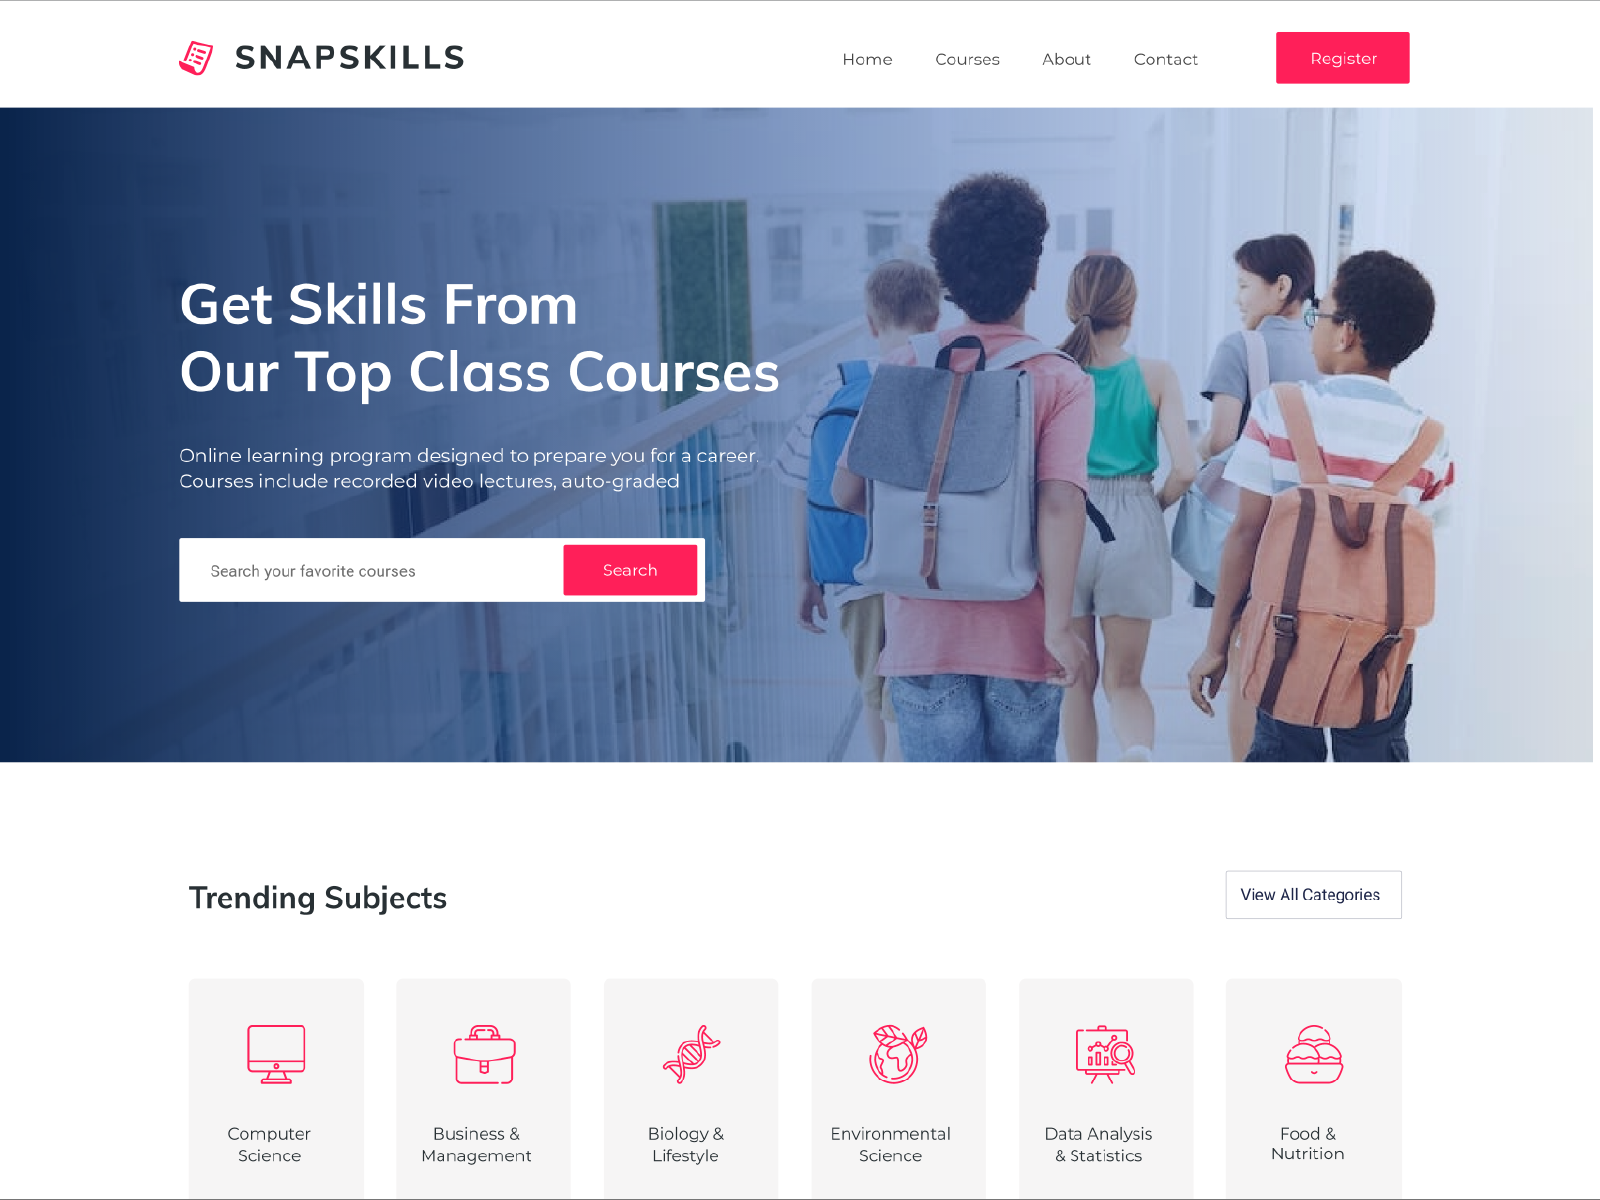 SNAPSKILLS
Home Courses About Contact Register
Get Skills From
Our Top Class Courses
Online learning program designed to prepare you for a career.
Courses include recorded video lectures, auto-graded
Search your favorite courses Search
Trending Subjects
View All Categories
Computer
Science
Business &
Management
Biology &
Lifestyle
Environmental
Science
Data Analysis
& Statistics
Food &
Nutrition